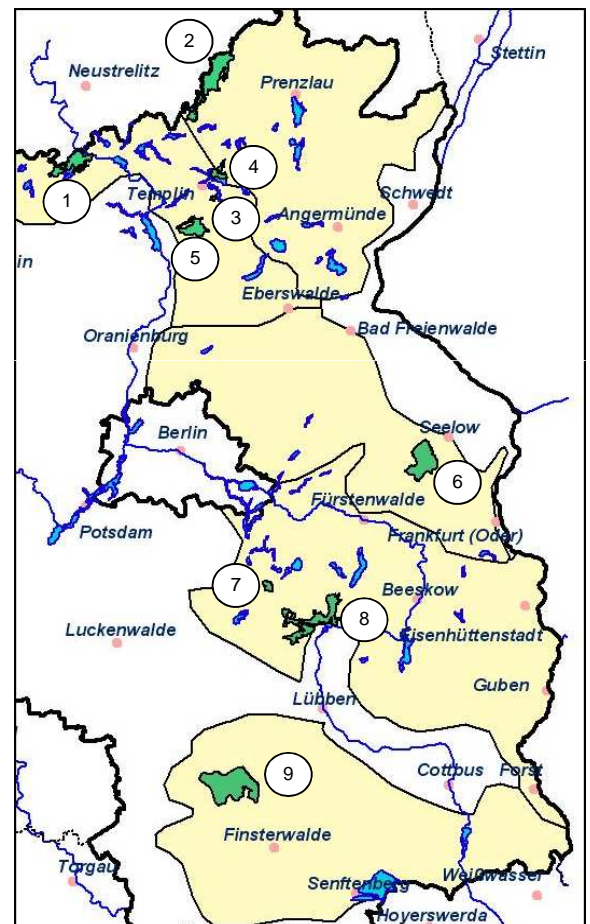 2
Stettin
Neustrelitz
Prenzlau
4
1
Templin
Schwedt
3
Angermünde
5
in
Eberswalde
Oranienburg
Bad Freienwalde
Seelow
Berlin
6
Fürstenwalde
Potsdam
Frankfurt (Oder)
7
Beeskow
8
Luckenwalde
Eisenhüttenstadt
Guben
Lübben
9
Cottbus
Forst
Finsterwalde
Torgau
Senftenberg
Weißwasser
Hoyerswerda